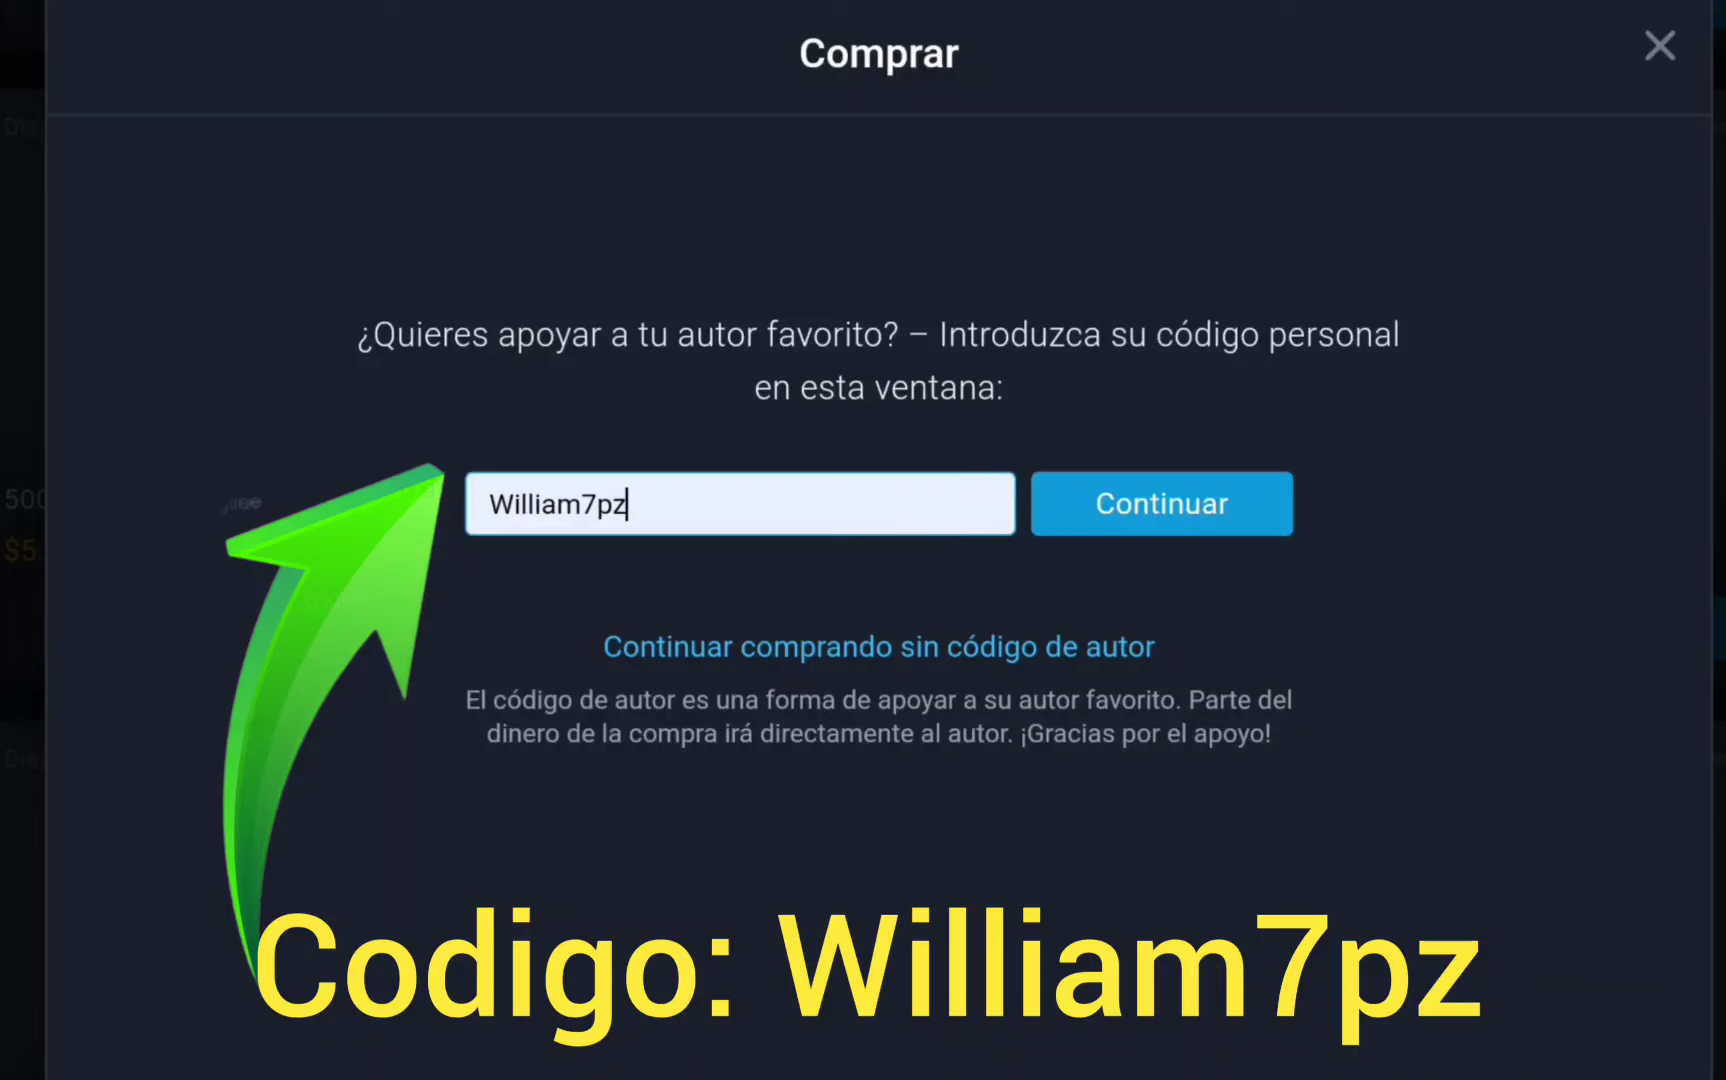 Comprar
¿Quieres apoyar a tu autor favorito? – Introduzca su código personal
en esta ventana:
500
$5
William7pz
Continuar
Continuar comprando sin código de autor
El código de autor es una forma de apoyar a su autor favorito. Parte del
dinero de la compra irá directamente al autor. ¡Gracias por el apoyo!
Codigo: William7pz